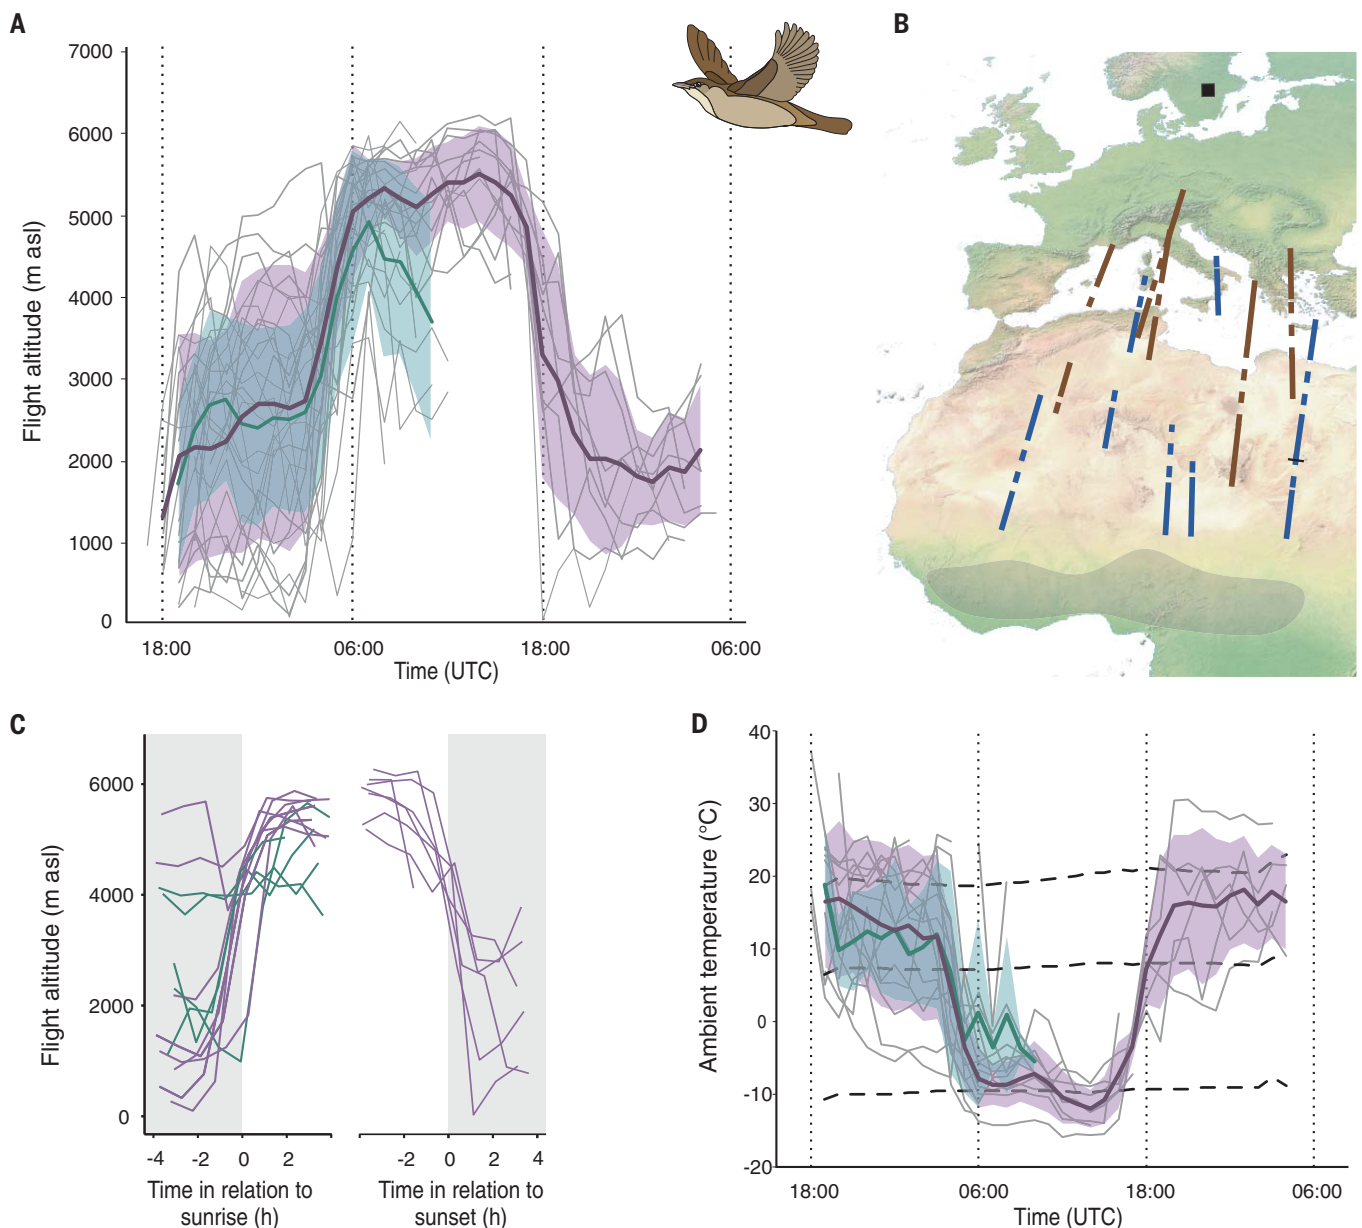 A
7000
6000
5000
4000
3000
2000
1000
0
Flight altitude (m asl)
18:00
06:00
18:00
06:00
Time (UTC)
B
C
6000
4000
2000
0
Flight altitude (m asl)
-4
-2
0
2
-2
0
2
4
Time in relation to
sunrise (h)
Time in relation to
sunset (h)
D
40
30
20
10
0
-10
-20
Ambient temperature (°C)
18:00
06:00
18:00
06:00
Time (UTC)